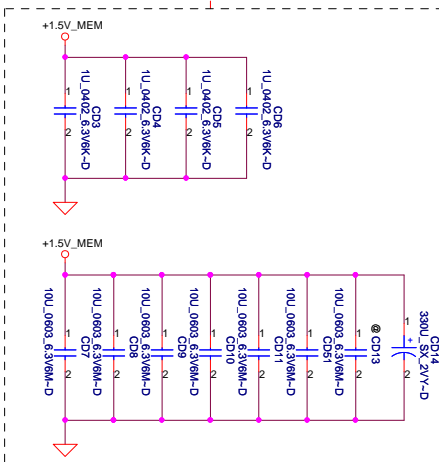 +1.5V_MEM
1
2
CD3
1U_0402_6.3V6K~D
1
2
CD4
1U_0402_6.3V6K~D
1
2
CD5
1U_0402_6.3V6K~D
1
2
CD6
1U_0402_6.3V6K~D
+1.5V_MEM
1
2
CD7
10U_0603_6.3V6M~D
1
2
CD8
10U_0603_6.3V6M~D
1
2
CD9
10U_0603_6.3V6M~D
1
2
CD10
10U_0603_6.3V6M~D
1
2
CD11
10U_0603_6.3V6M~D
1
2
CD51
10U_0603_6.3V6M~D
1
2
@ CD13
10U_0603_6.3V6M~D
1
+
2
CD14
330U_SX_2VY~D